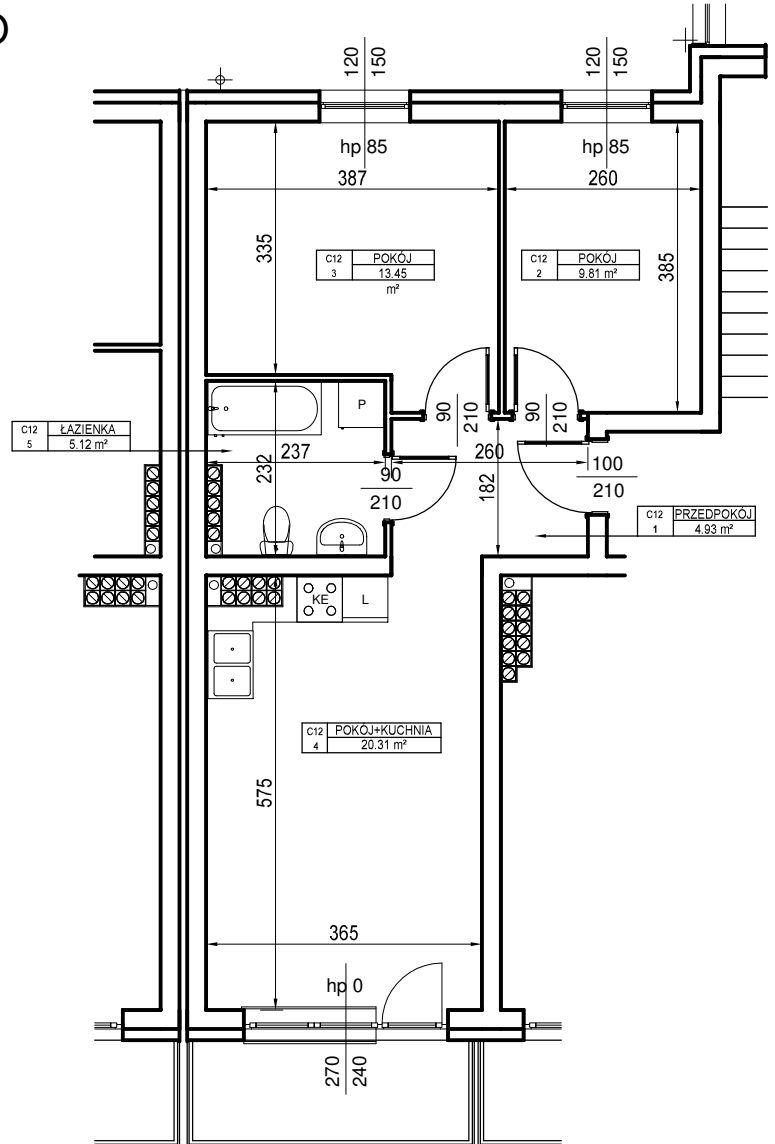 120
150
120
150
hp 85
hp 85
387
260
335
385
C12
POKÓJ
3
13.45
m²
C12
POKÓJ
2
9.81 m²
P
90
210
90
210
C12
ŁAZIENKA
5
5.12 m²
237
232
90
210
260
182
100
210
C12
PRZEDPOKÓJ
1
4.93 m²
KE
L
C12
POKÓJ+KUCHNIA
4
20.31 m²
575
365
hp 0
270
240